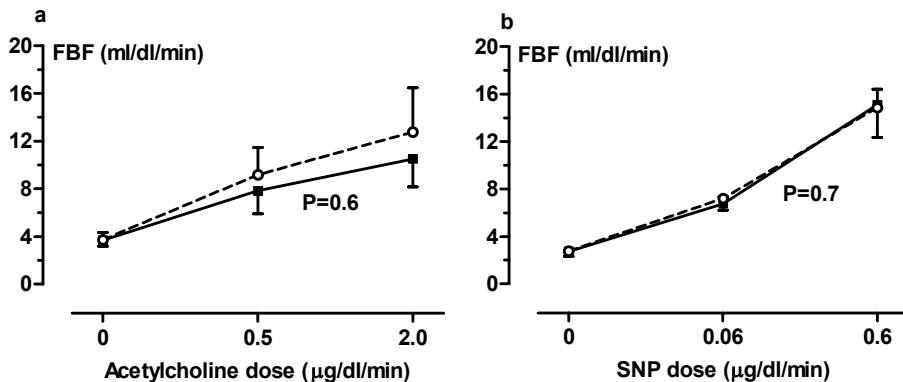 a
20
FBF (ml/dl/min)
16
12
8
P=0.6
4
0
0
0.5
2.0
Acetylcholine dose (μg/dl/min)
b
20
FBF (ml/dl/min)
16
12
8
P=0.7
4
0
0
0.06
0.6
SNP dose (μg/dl/min)